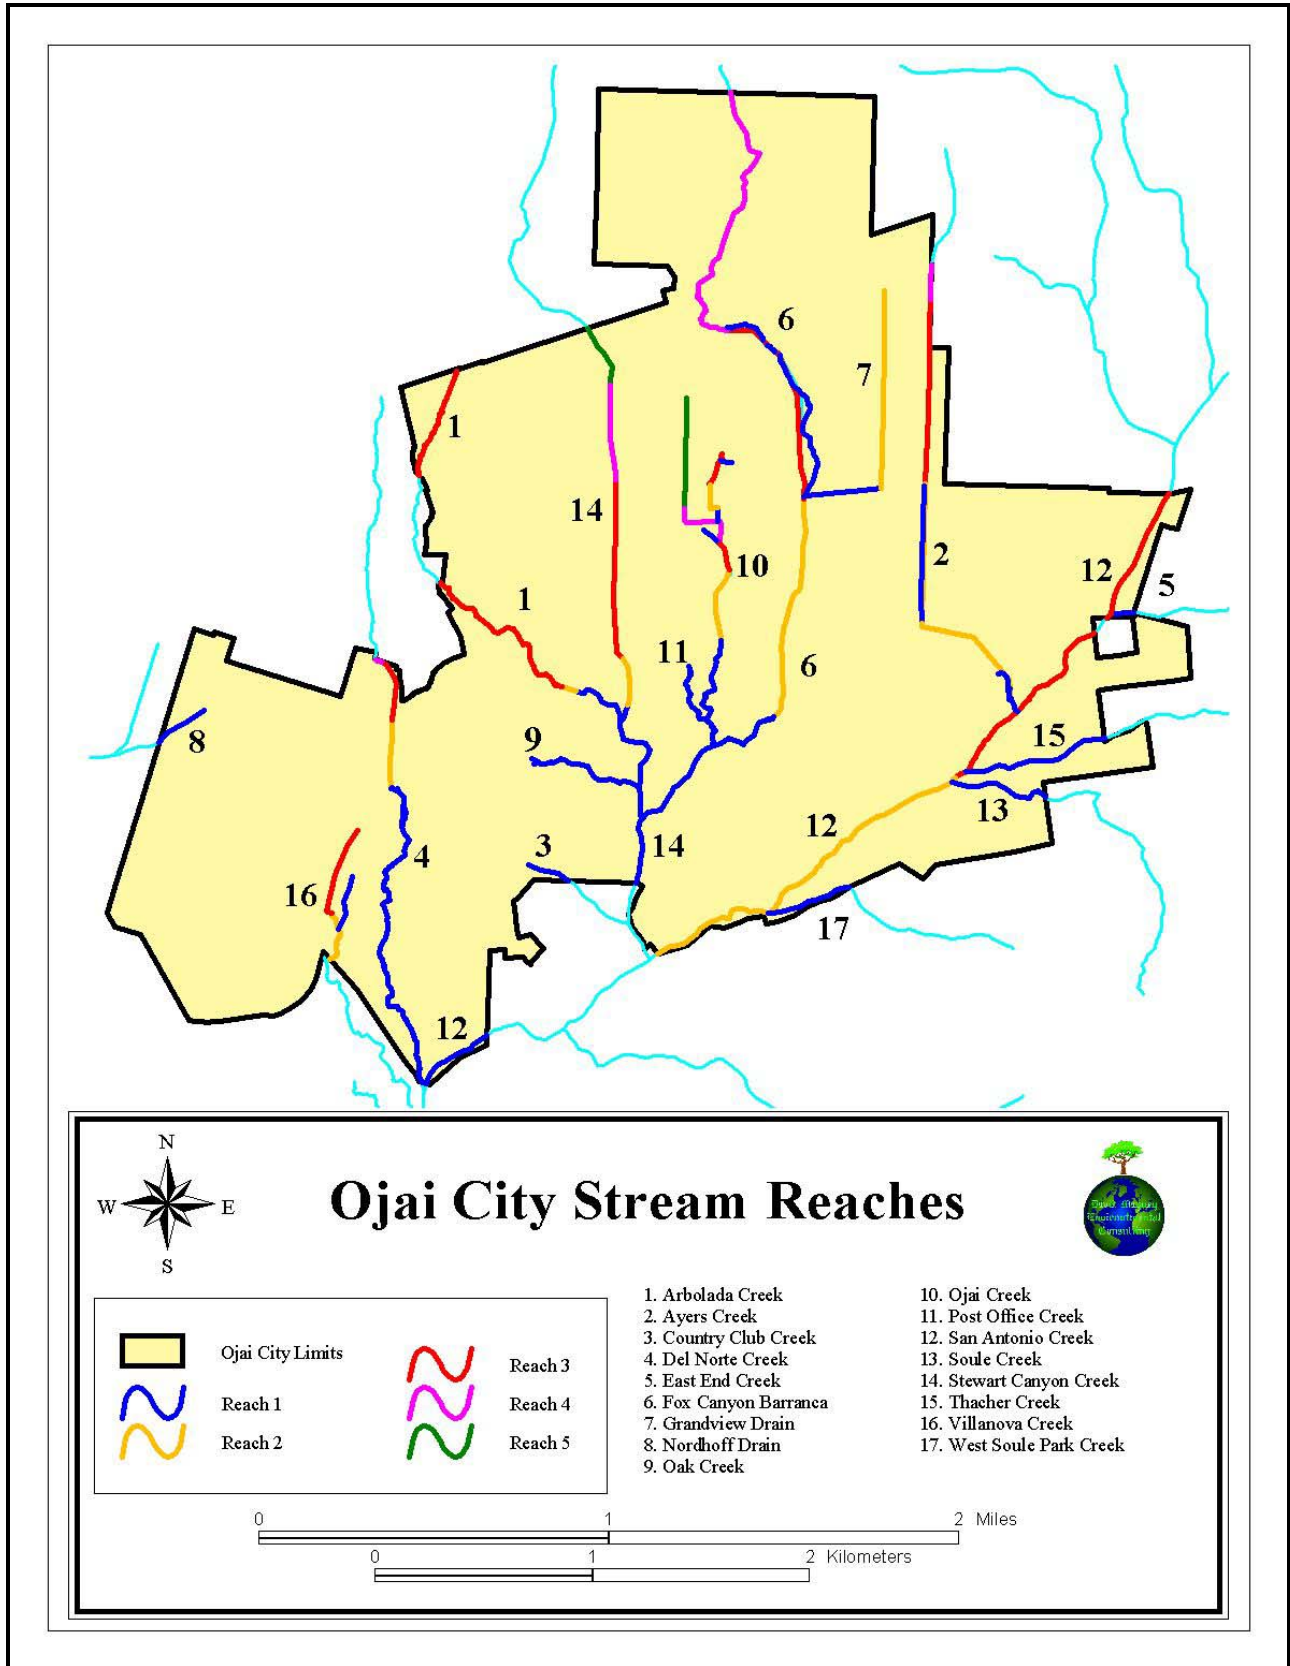 6
7
1
14
2
10
12
5
1
11
6
8
9
15
13
12
3
14
4
16
17
12
N
W E
S
Ojai City Stream Reaches
David Magney
Environmental
Consulting
Ojai City Limits
Reach 1
Reach 2
Reach 3
Reach 4
Reach 5
1. Arbolada Creek
2. Ayers Creek
3. Country Club Creek
4. Del Norte Creek
5. East End Creek
6. Fox Canyon Barranca
7. Grandview Drain
8. Nordhoff Drain
9. Oak Creek
10. Ojai Creek
11. Post Office Creek
12. San Antonio Creek
13. Soule Creek
14. Stewart Canyon Creek
15. Thacher Creek
16. Villanova Creek
17. West Soule Park Creek
0 1 2 Miles
0 1 2 Kilometers